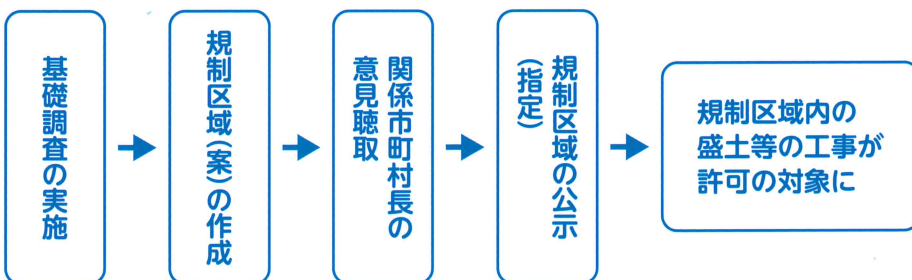 基礎調査の実施
規制区域(案)の作成
関係市町村長の
意見聴取
規制区域の公示
(指定)
規制区域内の
盛土等の工事が
許可の対象に